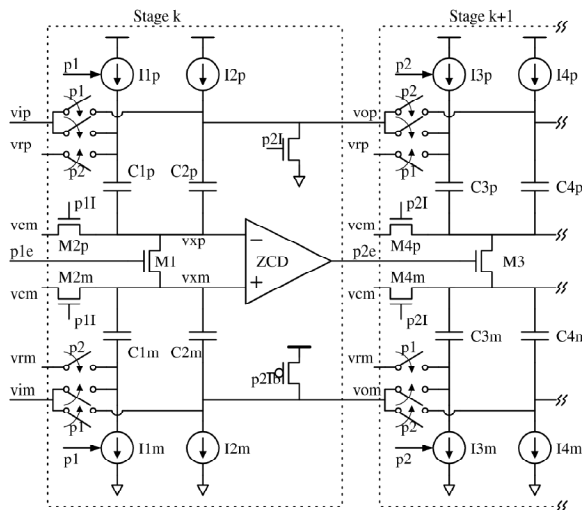 Stage k
Stage k+1
p1
I1p
I2p
p2
I3p
I4p
p1
p2
vip
vop
p2I
vrp
vrp
p2
p1
C1p
C2p
C3p
C4p
vcm
p1I
vcm
p2I
M2p
vxp
M4p
p1e
M1
ZCD
p2e
M3
M2m
vxm
M4m
vcm
vcm
p1I
p2I
C1m
C2m
C3m
C4m
p2
p1
vrm
vrm
p2Ib
vim
vom
p1
p2
p1
I1m
I2m
p2
I3m
I4m